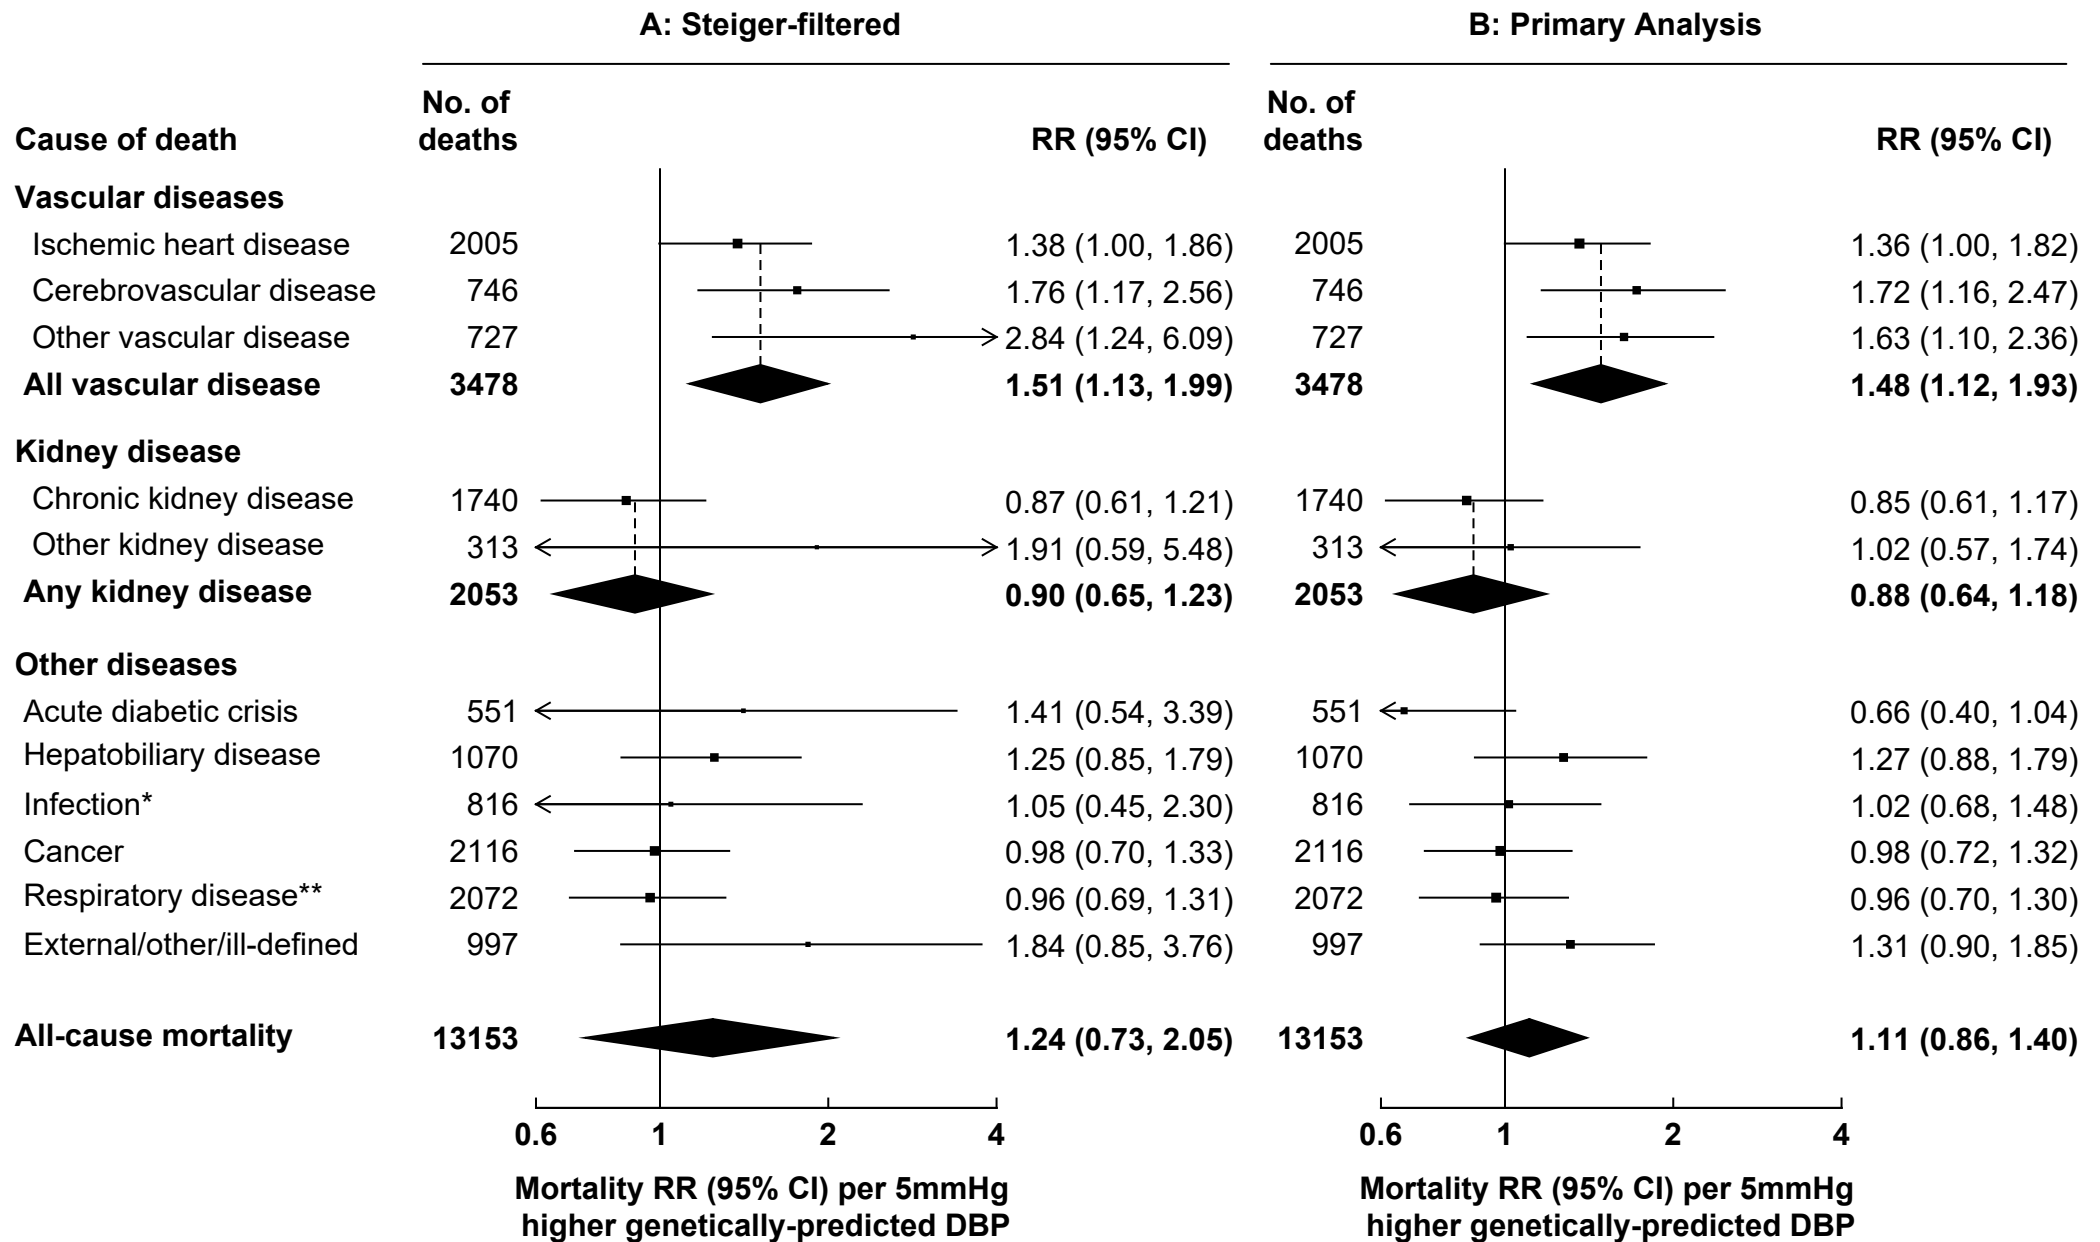 A: Steiger-filtered B: Primary Analysis
No. of No. of
Cause of death deaths RR (95% CI) deaths RR (95% CI)
Vascular diseases
Ischemic heart disease 2005 1.38 (1.00, 1.86) 2005 1.36 (1.00, 1.82)
Cerebrovascular disease 746 1.76 (1.17, 2.56) 746 1.72 (1.16, 2.47)
Other vascular disease 727 2.84 (1.24, 6.09) 727 1.63 (1.10, 2.36)
All vascular disease 3478 1.51 (1.13, 1.99) 3478 1.48 (1.12, 1.93)
Kidney disease
Chronic kidney disease 1740 0.87 (0.61, 1.21) 1740 0.85 (0.61, 1.17)
Other kidney disease 313 1.91 (0.59, 5.48) 313 1.02 (0.57, 1.74)
Any kidney disease 2053 0.90 (0.65, 1.23) 2053 0.88 (0.64, 1.18)
Other diseases
Acute diabetic crisis 551 1.41 (0.54, 3.39) 551 0.66 (0.40, 1.04)
Hepatobiliary disease 1070 1.25 (0.85, 1.79) 1070 1.27 (0.88, 1.79)
Infection* 816 1.05 (0.45, 2.30) 816 1.02 (0.68, 1.48)
Cancer 2116 0.98 (0.70, 1.33) 2116 0.98 (0.72, 1.32)
Respiratory disease** 2072 0.96 (0.69, 1.31) 2072 0.96 (0.70, 1.30)
External/other/ill-defined 997 1.84 (0.85, 3.76) 997 1.31 (0.90, 1.85)
All-cause mortality 13153 1.24 (0.73, 2.05) 13153 1.11 (0.86, 1.40)
0.6 1 2 4 0.6 1 2 4
Mortality RR (95% CI) per 5mmHg Mortality RR (95% CI) per 5mmHg
higher genetically-predicted DBP higher genetically-predicted DBP